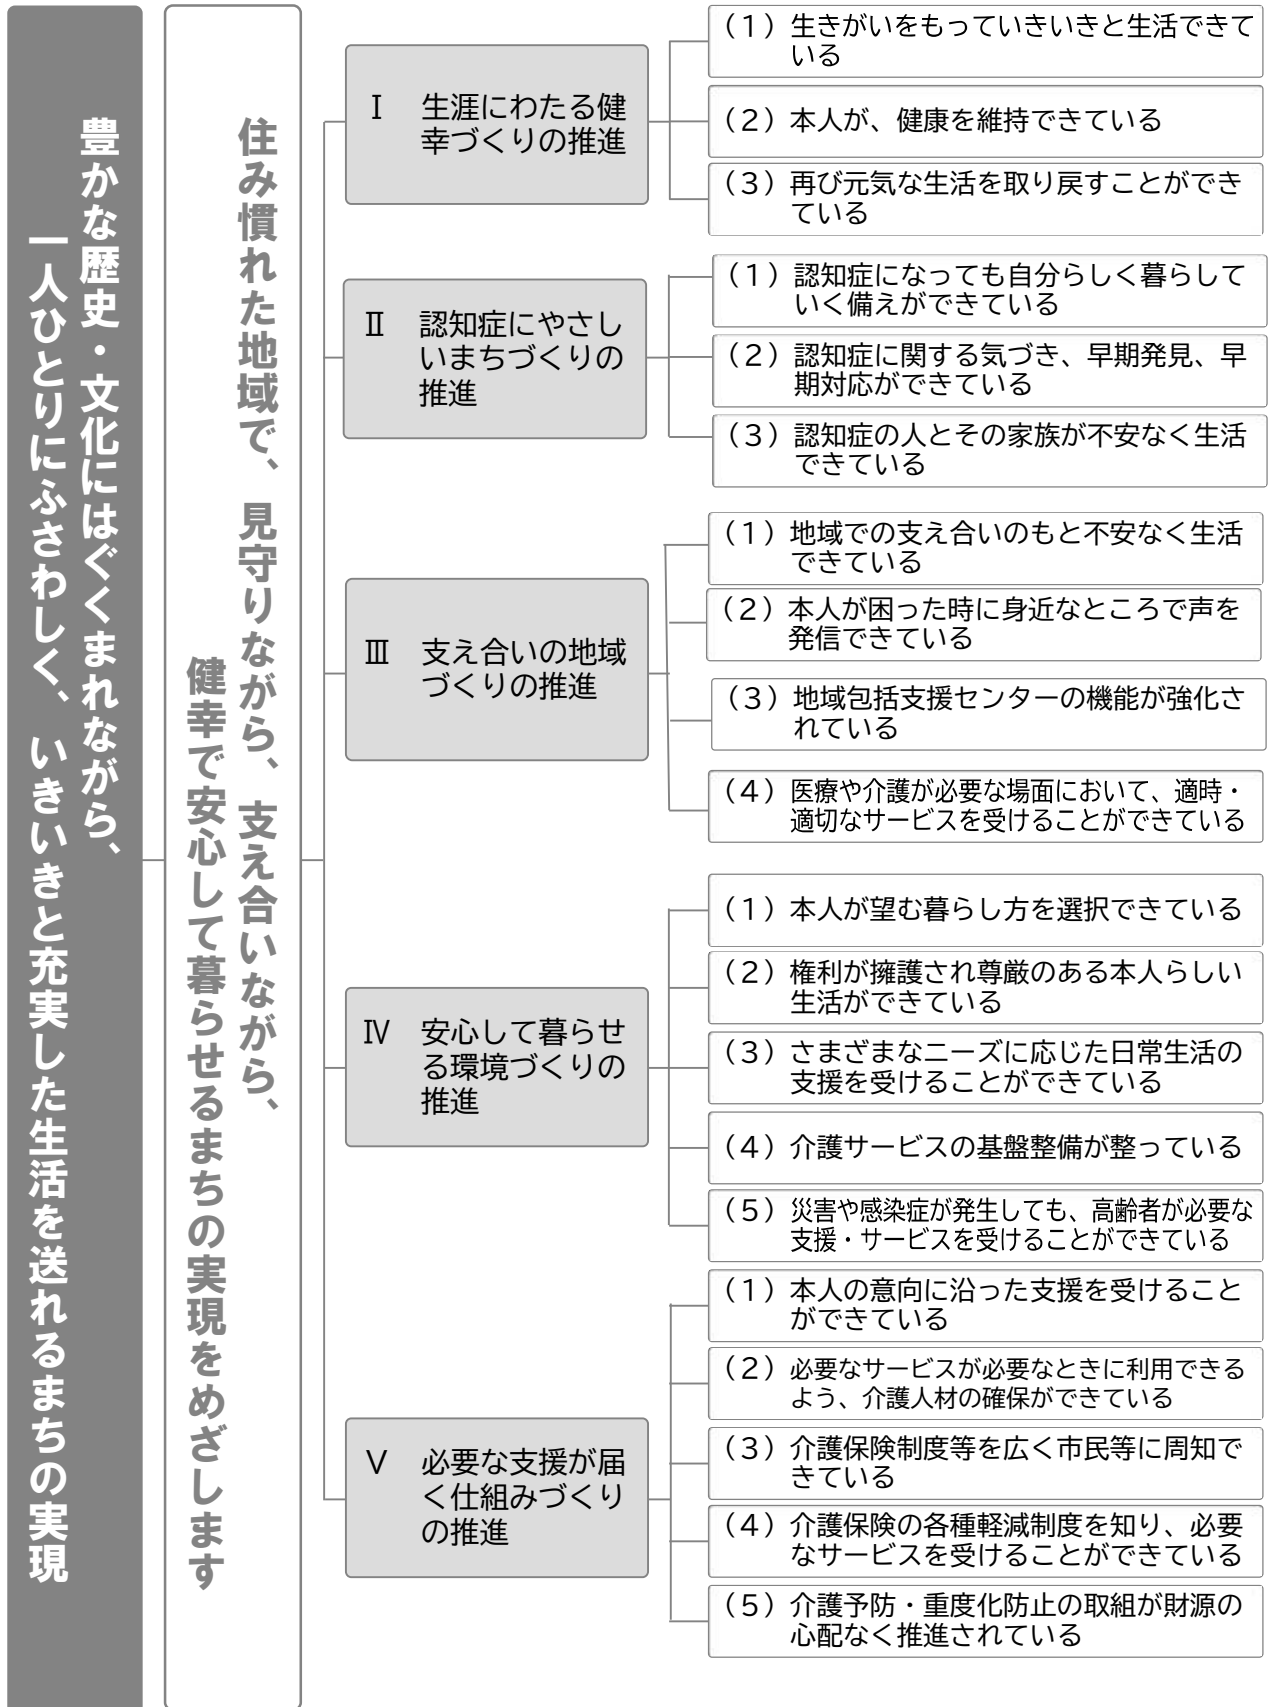 豊かな歴史・文化にはぐくまれながら、
一人ひとりにふさわしく、いきいきと充実した生活を送れるまちの実現
住み慣れた地域で、見守りながら、支え合いながら、
健幸で安心して暮らせるまちの実現をめざします
Ⅰ 生涯にわたる健
幸づくりの推進
（１）生きがいをもっていきいきと生活できて
いる
（２）本人が、健康を維持できている
（３）再び元気な生活を取り戻すことができ
ている
Ⅱ 認知症にやさし
いまちづくりの
推進
（１）認知症になっても自分らしく暮らして
いく備えができている
（２）認知症に関する気づき、早期発見、早
期対応ができている
（３）認知症の人とその家族が不安なく生活
できている
Ⅲ 支え合いの地域
づくりの推進
（１）地域での支え合いのもと不安なく生活
できている
（２）本人が困った時に身近なところで声を
発信できている
（３）地域包括支援センターの機能が強化さ
れている
（４）医療や介護が必要な場面において、適時・
適切なサービスを受けることができている
Ⅳ 安心して暮らせ
る環境づくりの
推進
（１）本人が望む暮らし方を選択できている
（２）権利が擁護され尊厳のある本人らしい
生活ができている
（３）さまざまなニーズに応じた日常生活の
支援を受けることができている
（４）介護サービスの基盤整備が整っている
（５）災害や感染症が発生しても、高齢者が必要な
支援・サービスを受けることができている
Ⅴ 必要な支援が届
く仕組みづくり
の推進
（１）本人の意向に沿った支援を受けること
ができている
（２）必要なサービスが必要なときに利用できる
よう、介護人材の確保ができている
（３）介護保険制度等を広く市民等に周知で
きている
（４）介護保険の各種軽減制度を知り、必要
なサービスを受けることができている
（５）介護予防・重度化防止の取組が財源の
心配なく推進されている